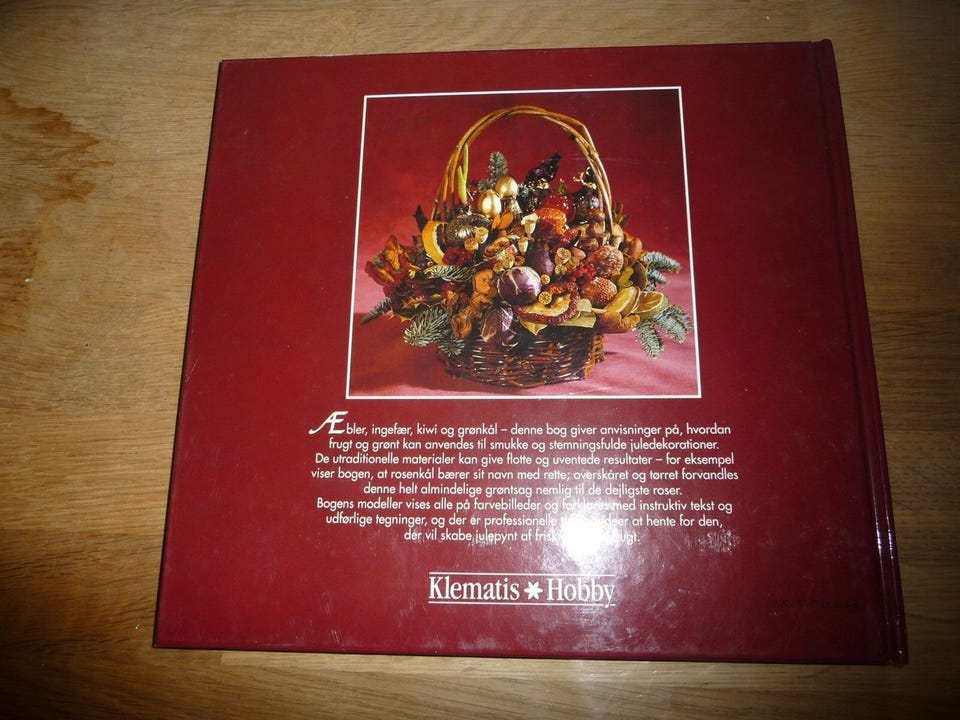 Æbler, ingefær, kiwi og grønkål – denne bog giver anvisninger på, hvordan
frugt og grønt kan anvendes til smukke og stemningsfulde juledekorationer.
De utraditionelle materialer kan give flotte og uventede resultater – for eksempel
viser bogen, at rosenkål bærer sit navn med rette; overskåret og tørret forvandles
denne helt almindelige grøntsag nemlig til de dejligste roser.
Bogens modeller vises alle på farvebilleder og forklares med instruktiv tekst og
udførlige tegninger, og der er professionelle at hente for den,
der vil skabe julepynt af
Klematis * Hobby